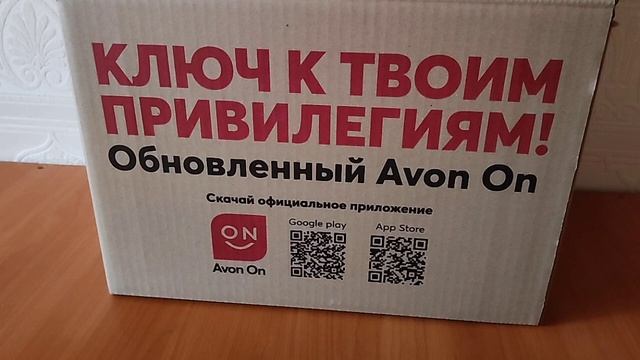 КЛЮЧ К ТВОИМ
ПРИВИЛЕГИЯМ!
Обновленный Avon On
Скачай официальное приложение
ON
Avon On
Google play
App Store